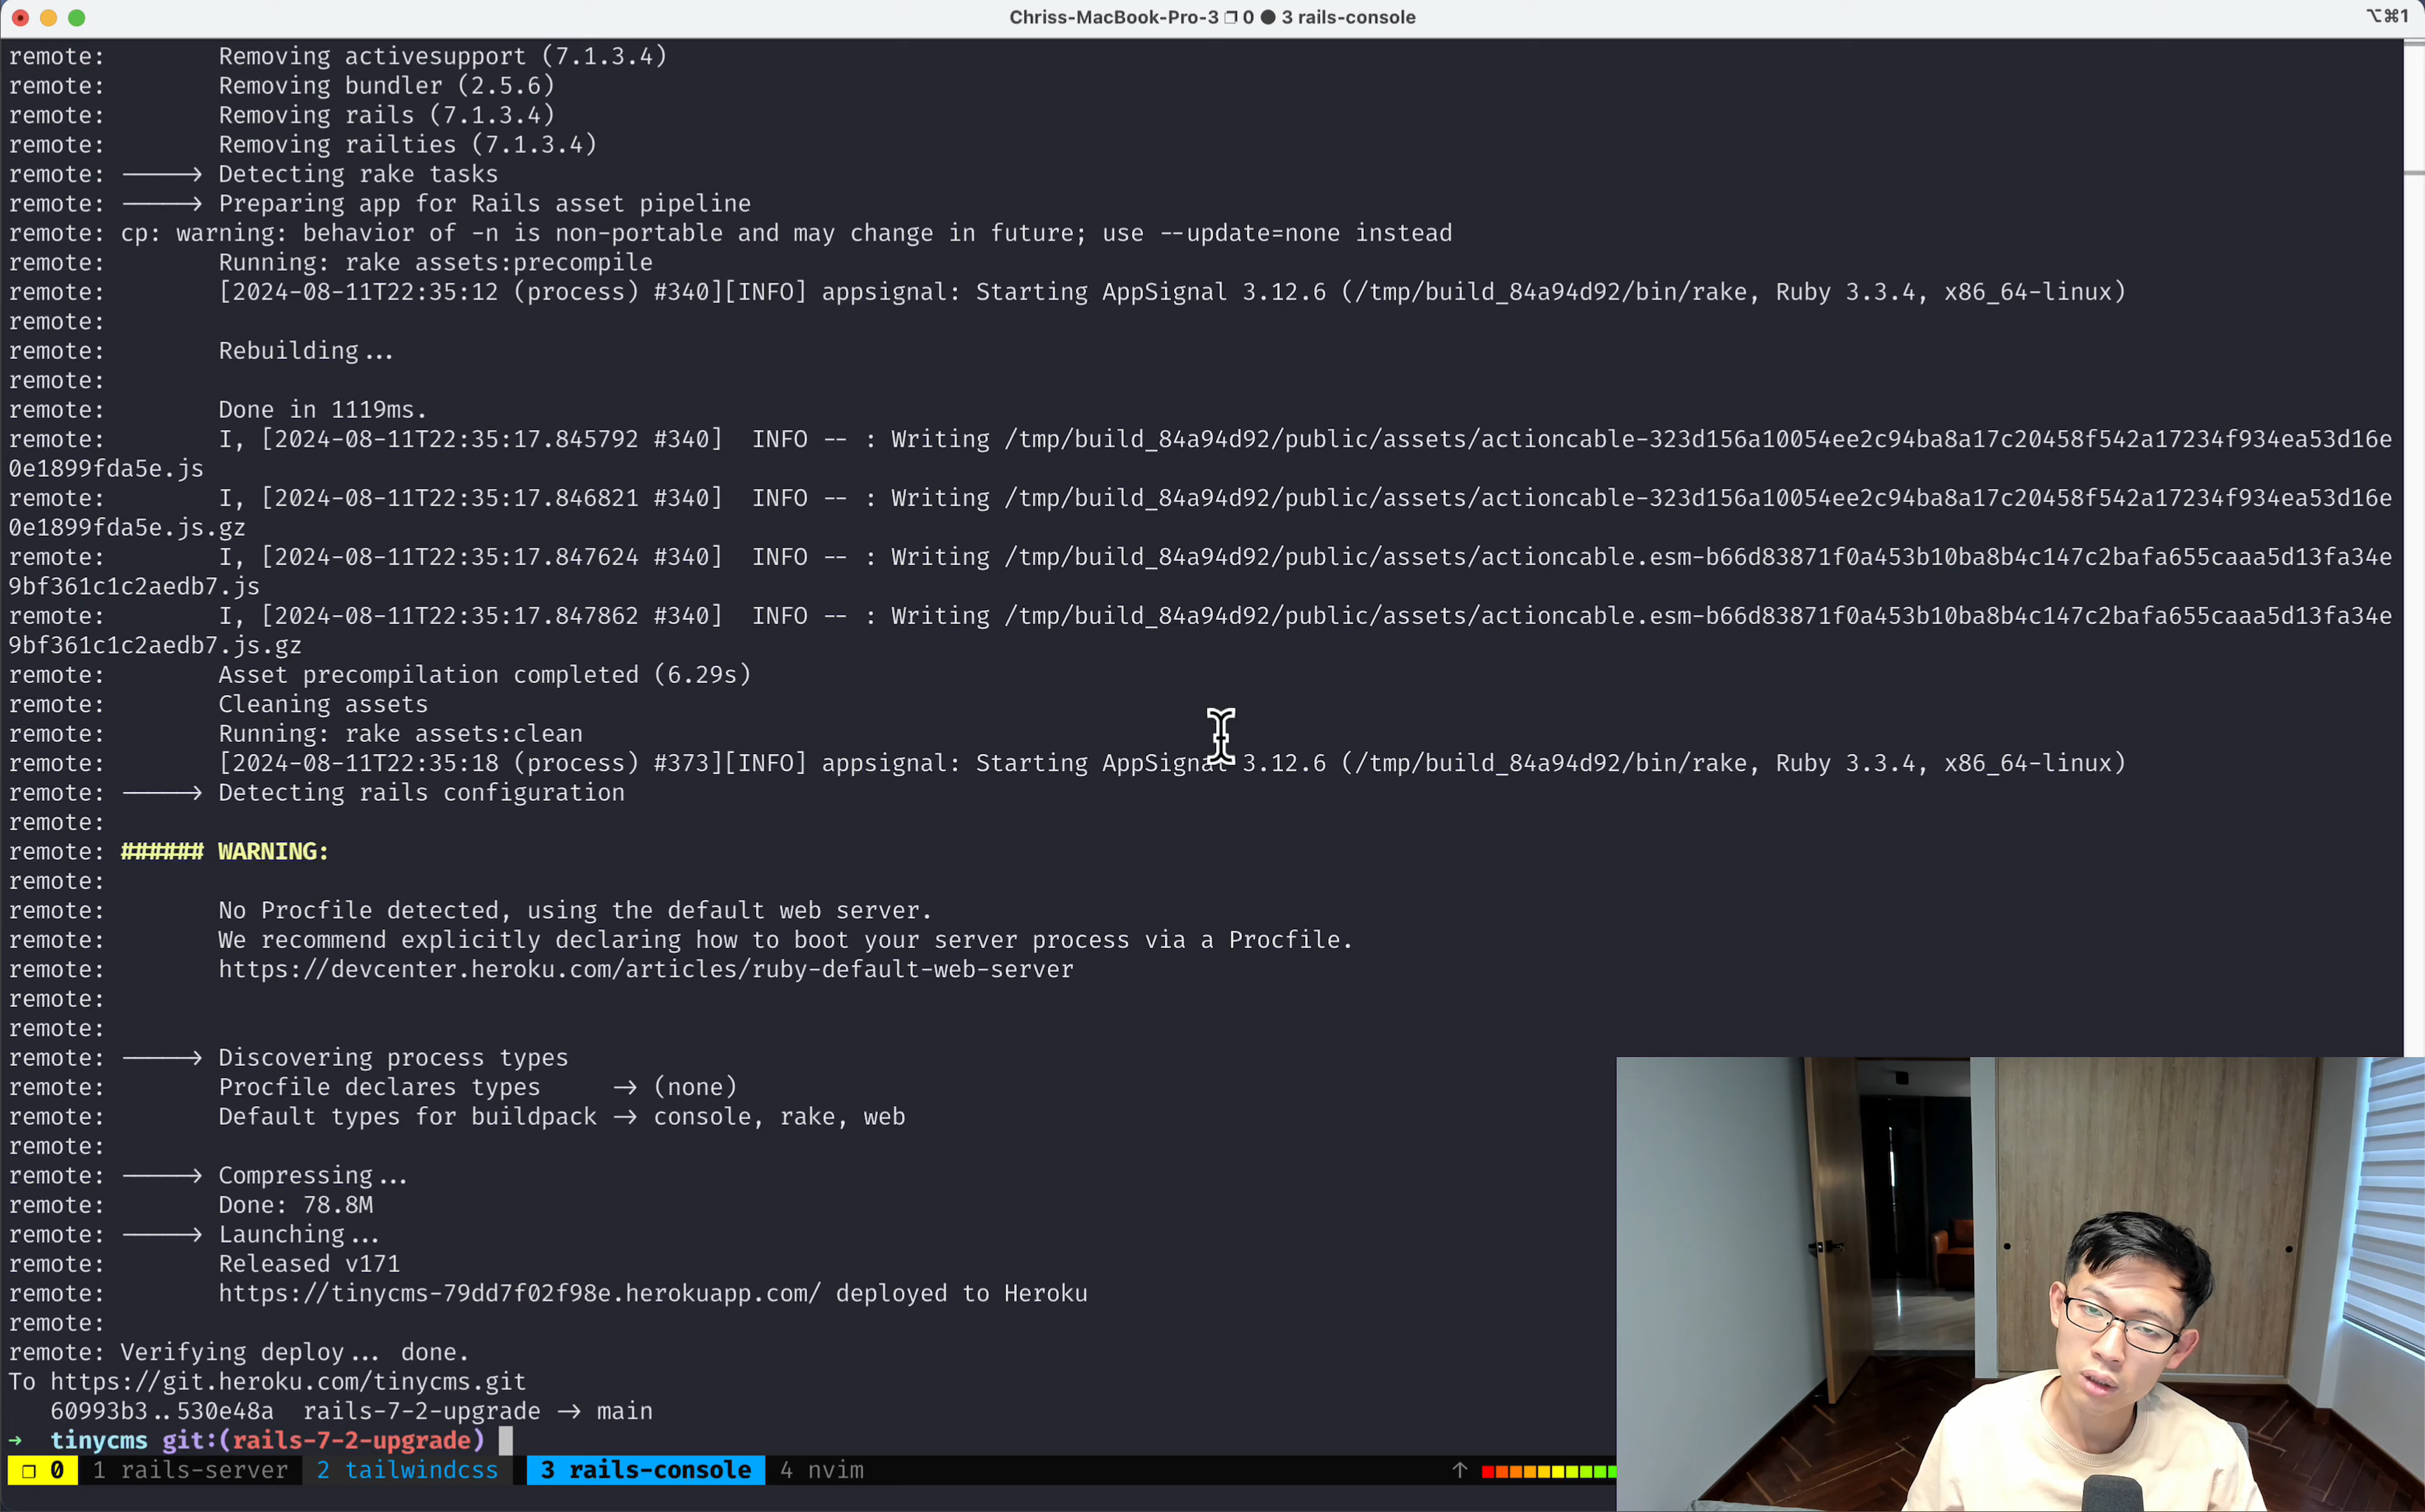 Chriss-MacBook-Pro-3 ❐ 0 ● 3 rails-console
⌥⌘1
remote:        Removing activesupport (7.1.3.4)
remote:        Removing bundler (2.5.6)
remote:        Removing rails (7.1.3.4)
remote:        Removing railties (7.1.3.4)
remote: -----> Detecting rake tasks
remote: -----> Preparing app for Rails asset pipeline
remote: cp: warning: behavior of -n is non-portable and may change in future; use --update=none instead
remote:        Running: rake assets:precompile
remote:        [2024-08-11T22:35:12 (process) #340][INFO] appsignal: Starting AppSignal 3.12.6 (/tmp/build_84a94d92/bin/rake, Ruby 3.3.4, x86_64-linux)
remote:
remote:        Rebuilding...
remote:
remote:        Done in 1119ms.
remote:        I, [2024-08-11T22:35:17.845792 #340]  INFO -- : Writing /tmp/build_84a94d92/public/assets/actioncable-323d156a10054ee2c94ba8a17c20458f542a17234f934ea53d16e
0e1899fda5e.js
remote:        I, [2024-08-11T22:35:17.846821 #340]  INFO -- : Writing /tmp/build_84a94d92/public/assets/actioncable-323d156a10054ee2c94ba8a17c20458f542a17234f934ea53d16e
0e1899fda5e.js.gz
remote:        I, [2024-08-11T22:35:17.847624 #340]  INFO -- : Writing /tmp/build_84a94d92/public/assets/actioncable.esm-b66d83871f0a453b10ba8b4c147c2bafa655caaa5d13fa34e
9bf361c1c2aedb7.js
remote:        I, [2024-08-11T22:35:17.847862 #340]  INFO -- : Writing /tmp/build_84a94d92/public/assets/actioncable.esm-b66d83871f0a453b10ba8b4c147c2bafa655caaa5d13fa34e
9bf361c1c2aedb7.js.gz
remote:        Asset precompilation completed (6.29s)
remote:        Cleaning assets
remote:        Running: rake assets:clean
remote:        [2024-08-11T22:35:18 (process) #373][INFO] appsignal: Starting AppSignal 3.12.6 (/tmp/build_84a94d92/bin/rake, Ruby 3.3.4, x86_64-linux)
remote: -----> Detecting rails configuration
remote:
remote: ###### WARNING:
remote:
remote:        No Procfile detected, using the default web server.
remote:        We recommend explicitly declaring how to boot your server process via a Procfile.
remote:        https://devcenter.heroku.com/articles/ruby-default-web-server
remote:
remote:
remote: -----> Discovering process types
remote:        Procfile declares types     -> (none)
remote:        Default types for buildpack -> console, rake, web
remote:
remote: -----> Compressing...
remote:        Done: 78.8M
remote: -----> Launching...
remote:        Released v171
remote:        https://tinycms-79dd7f02f98e.herokuapp.com/ deployed to Heroku
remote:
remote: Verifying deploy... done.
To https://git.heroku.com/tinycms.git
   60993b3..530e48a  rails-7-2-upgrade -> main
➜  tinycms git:(rails-7-2-upgrade)
❐ 0  1 rails-server  2 tailwindcss  3 rails-console  4 nvim  ↑